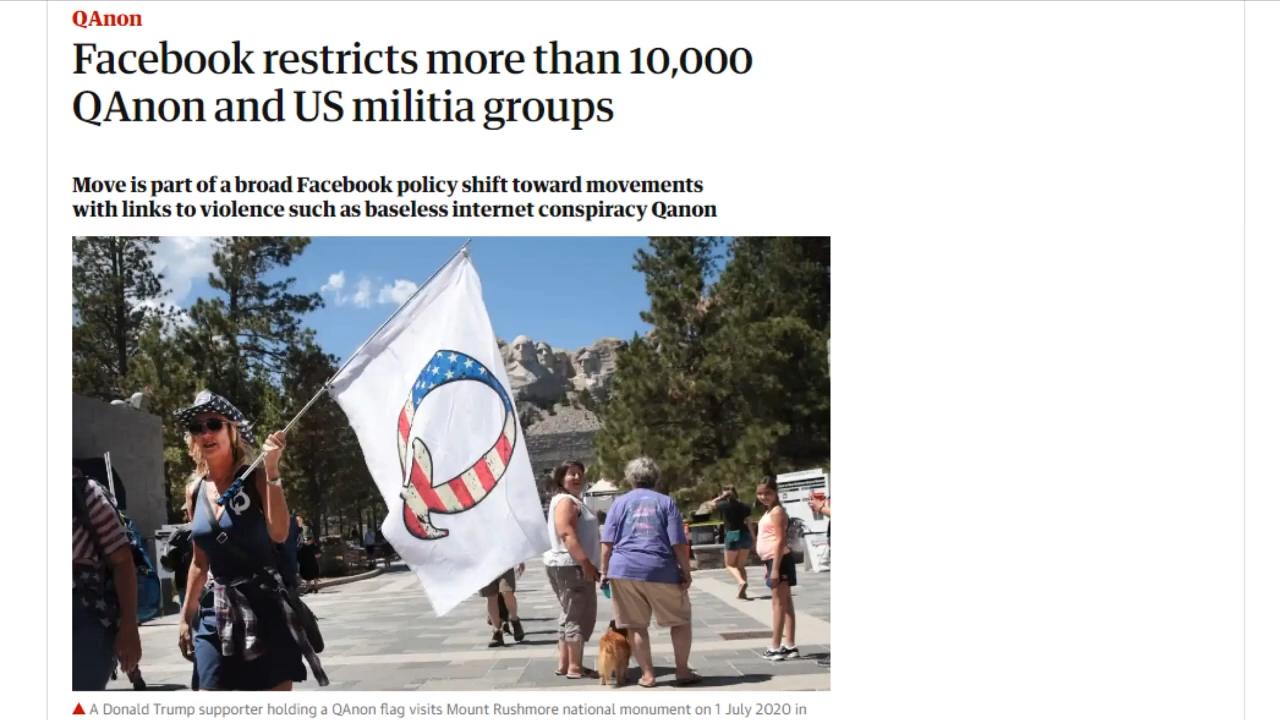 QAnon
Facebook restricts more than 10,000
QAnon and US militia groups
Move is part of a broad Facebook policy shift toward movements
with links to violence such as baseless internet conspiracy Qanon
Q
Q
A Donald Trump supporter holding a QAnon flag visits Mount Rushmore national monument on 1 July 2020 in